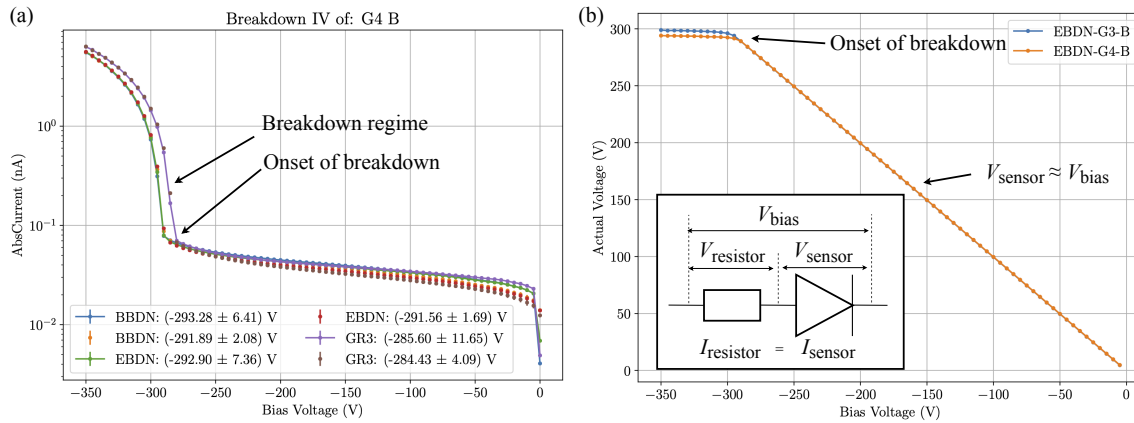 (a)
Breakdown IV of: G4 B
AbsCurrent (nA)
10⁰
10⁻¹
10⁻²
Breakdown regime
Onset of breakdown
BBDN: (-293.28 ± 6.41) V
BBDN: (-291.89 ± 2.08) V
EBDN: (-292.90 ± 7.36) V
EBDN: (-291.56 ± 1.69) V
GR3: (-285.60 ± 11.65) V
GR3: (-284.43 ± 4.09) V
−350 −300 −250 −200 −150 −100 −50 0
Bias Voltage (V)
(b)
Actual Voltage (V)
300
250
200
150
100
50
0
Onset of breakdown
EBDN-G3-B
EBDN-G4-B
V_sensor ≈ V_bias
V_bias
V_resistor V_sensor
I_resistor = I_sensor
−350 −300 −250 −200 −150 −100 −50 0
Bias Voltage (V)